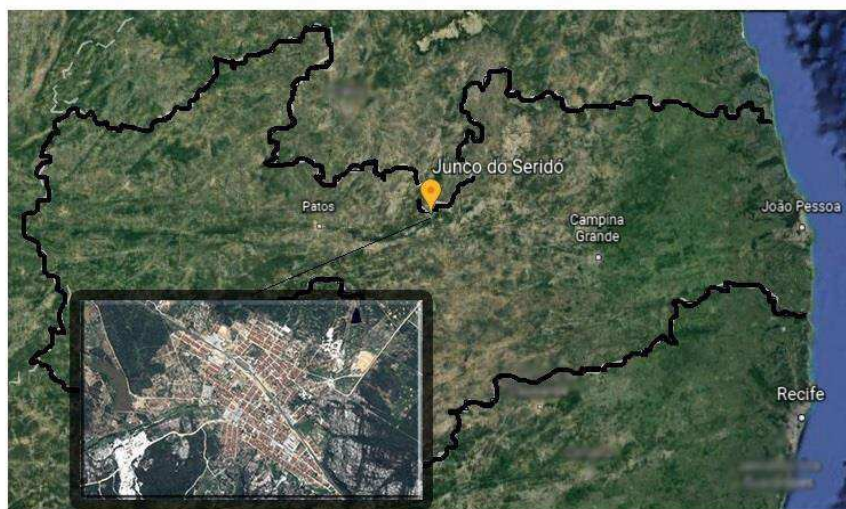 Junco do Seridó
Patos
Campina
Grande
João Pessoa
Recife